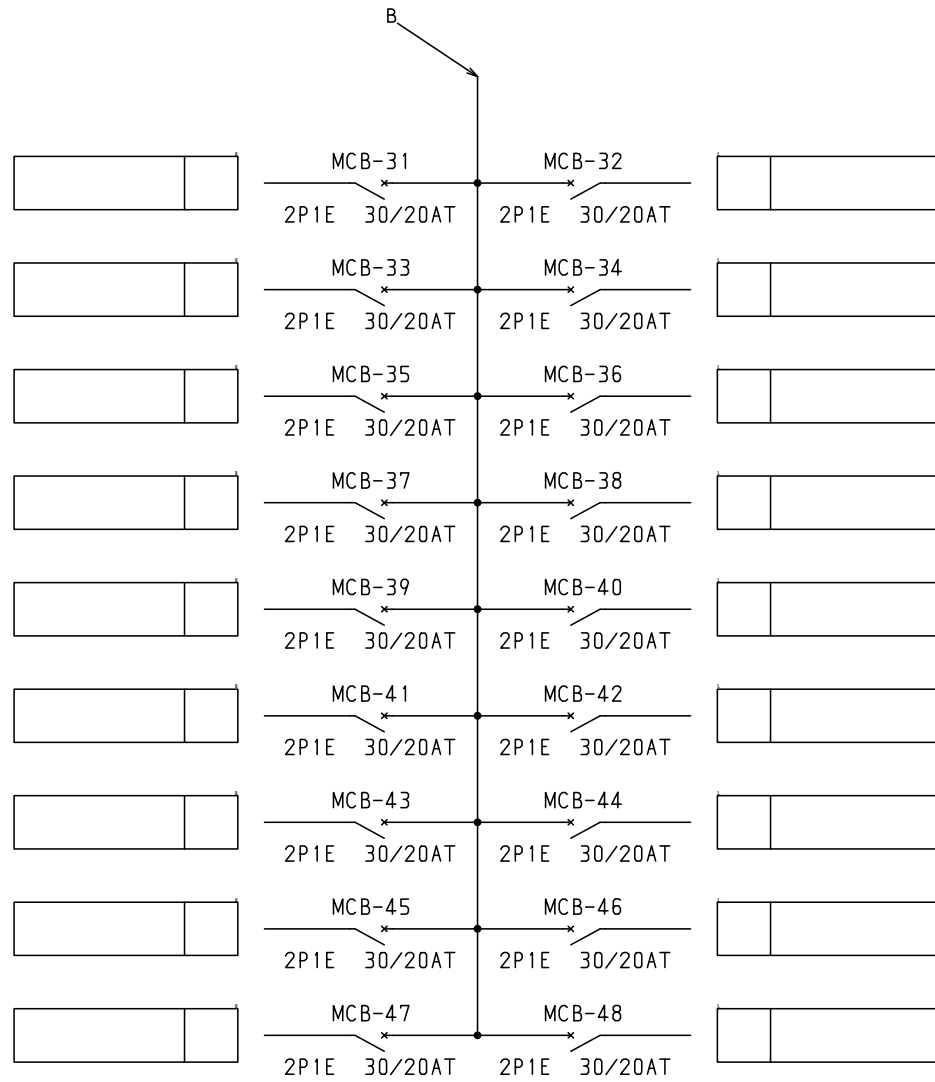 B
MCB-31 MCB-32
2P1E 30/20AT 2P1E 30/20AT
MCB-33 MCB-34
2P1E 30/20AT 2P1E 30/20AT
MCB-35 MCB-36
2P1E 30/20AT 2P1E 30/20AT
MCB-37 MCB-38
2P1E 30/20AT 2P1E 30/20AT
MCB-39 MCB-40
2P1E 30/20AT 2P1E 30/20AT
MCB-41 MCB-42
2P1E 30/20AT 2P1E 30/20AT
MCB-43 MCB-44
2P1E 30/20AT 2P1E 30/20AT
MCB-45 MCB-46
2P1E 30/20AT 2P1E 30/20AT
MCB-47 MCB-48
2P1E 30/20AT 2P1E 30/20AT